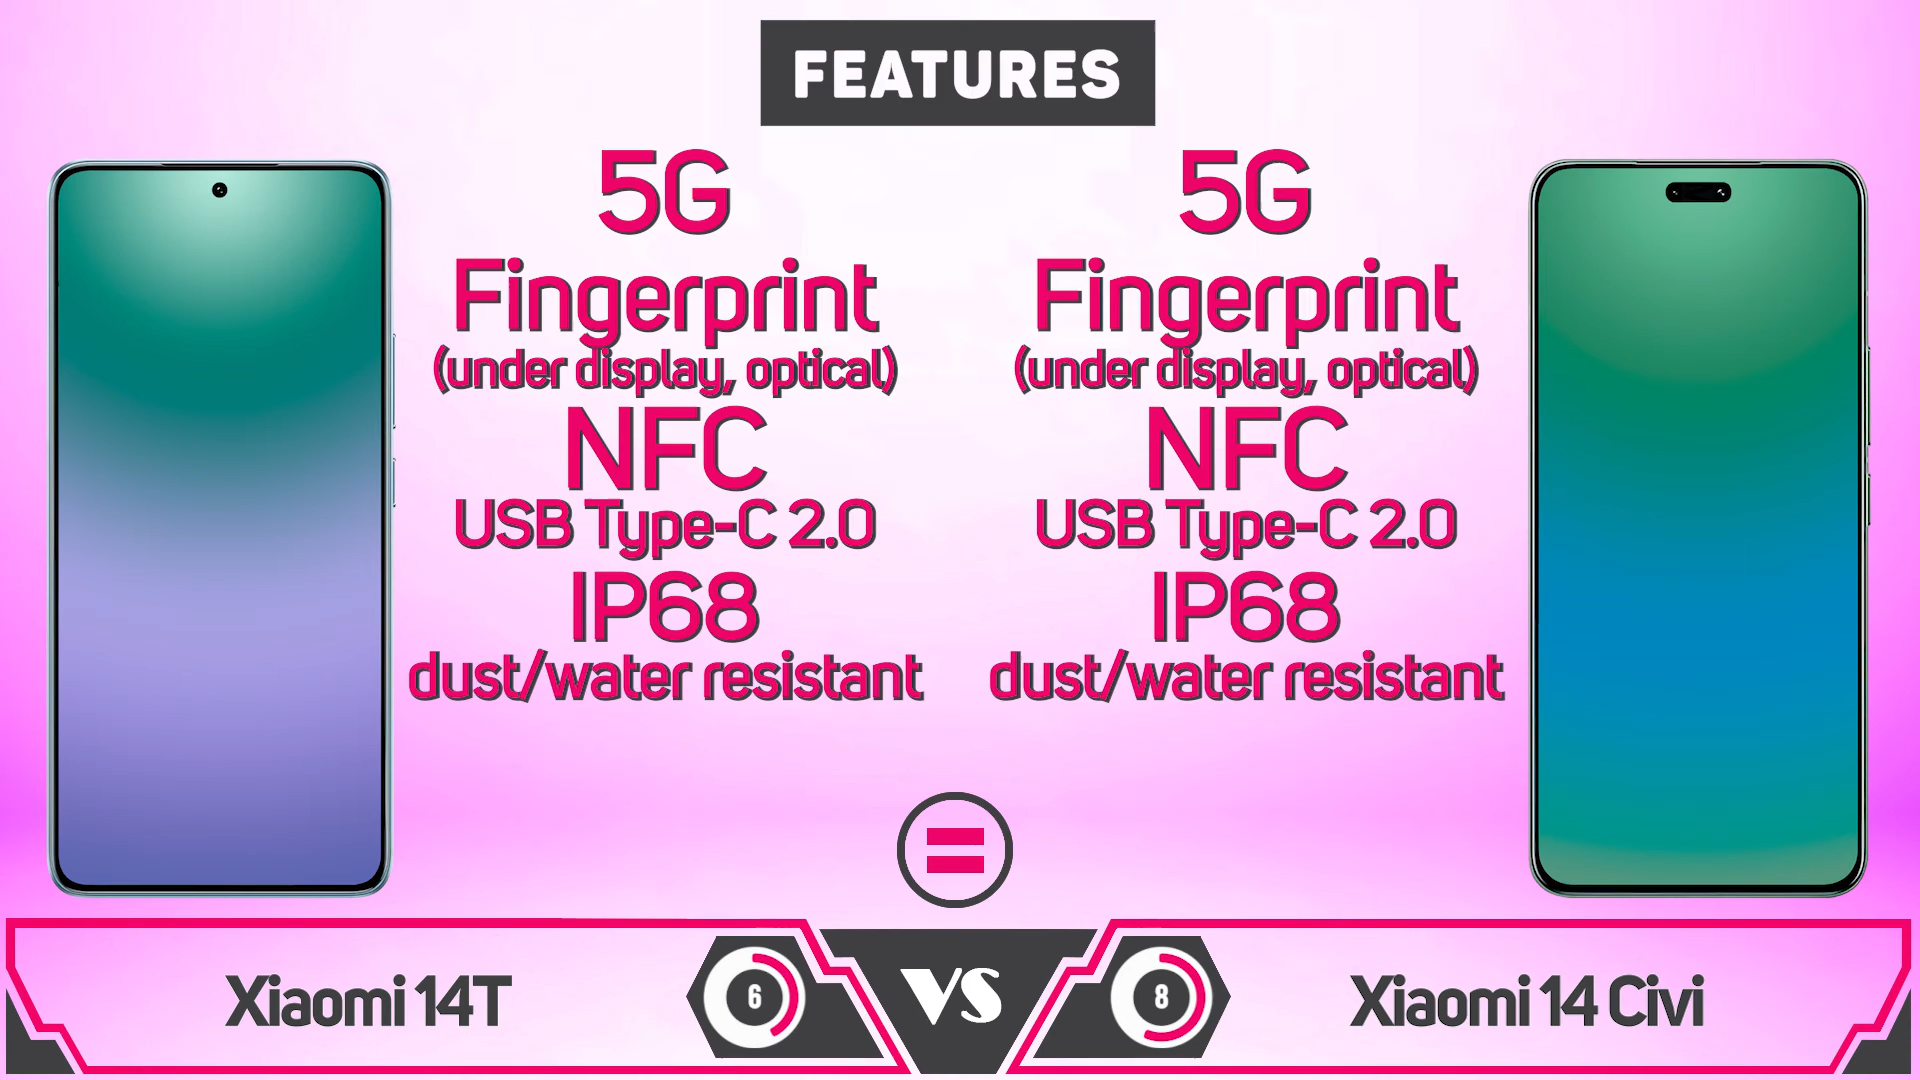 FEATURES
5G
Fingerprint
(under display, optical)
NFC
USB Type-C 2.0
IP68
dust/water resistant
5G
Fingerprint
(under display, optical)
NFC
USB Type-C 2.0
IP68
dust/water resistant
=
Xiaomi 14T
6
VS
8
Xiaomi 14 Civi